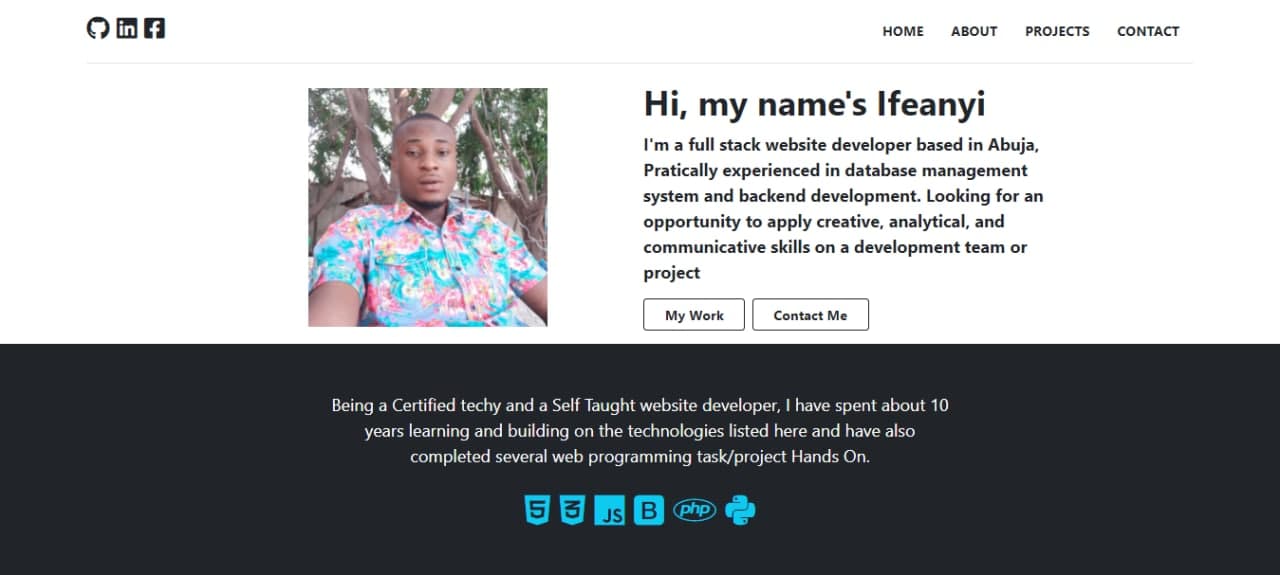 HOME ABOUT PROJECTS CONTACT
Hi, my name's Ifeanyi
I'm a full stack website developer based in Abuja,
Pratically experienced in database management
system and backend development. Looking for an
opportunity to apply creative, analytical, and
communicative skills on a development team or
project
My Work Contact Me
Being a Certified techy and a Self Taught website developer, I have spent about 10
years learning and building on the technologies listed here and have also
completed several web programming task/project Hands On.
5 3 JS B php